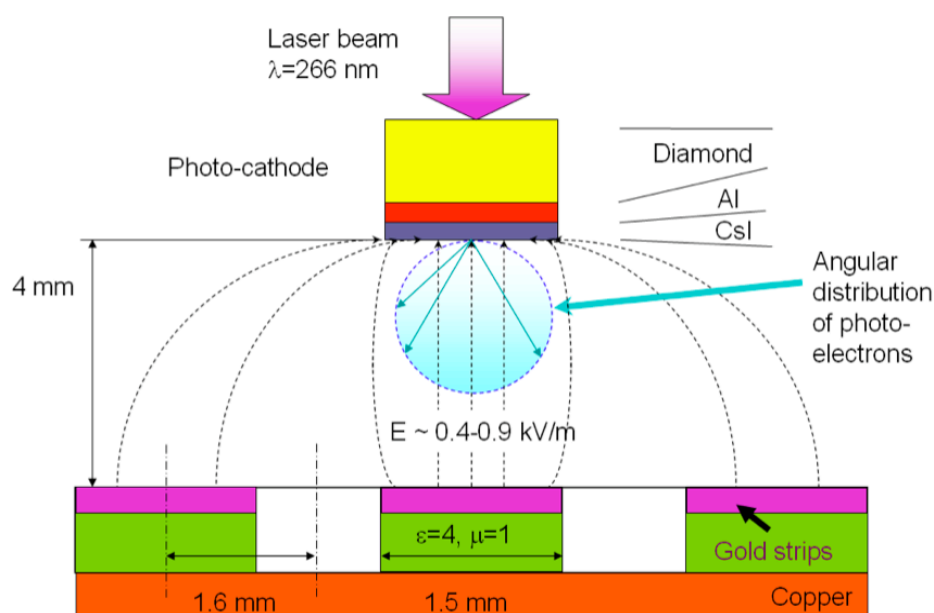 Laser beam
λ=266 nm
Photo-cathode
Diamond
Al
CsI
4 mm
Angular
distribution
of photo-
electrons
E ~ 0.4-0.9 kV/m
ε=4, μ=1
Gold strips
1.6 mm
1.5 mm
Copper